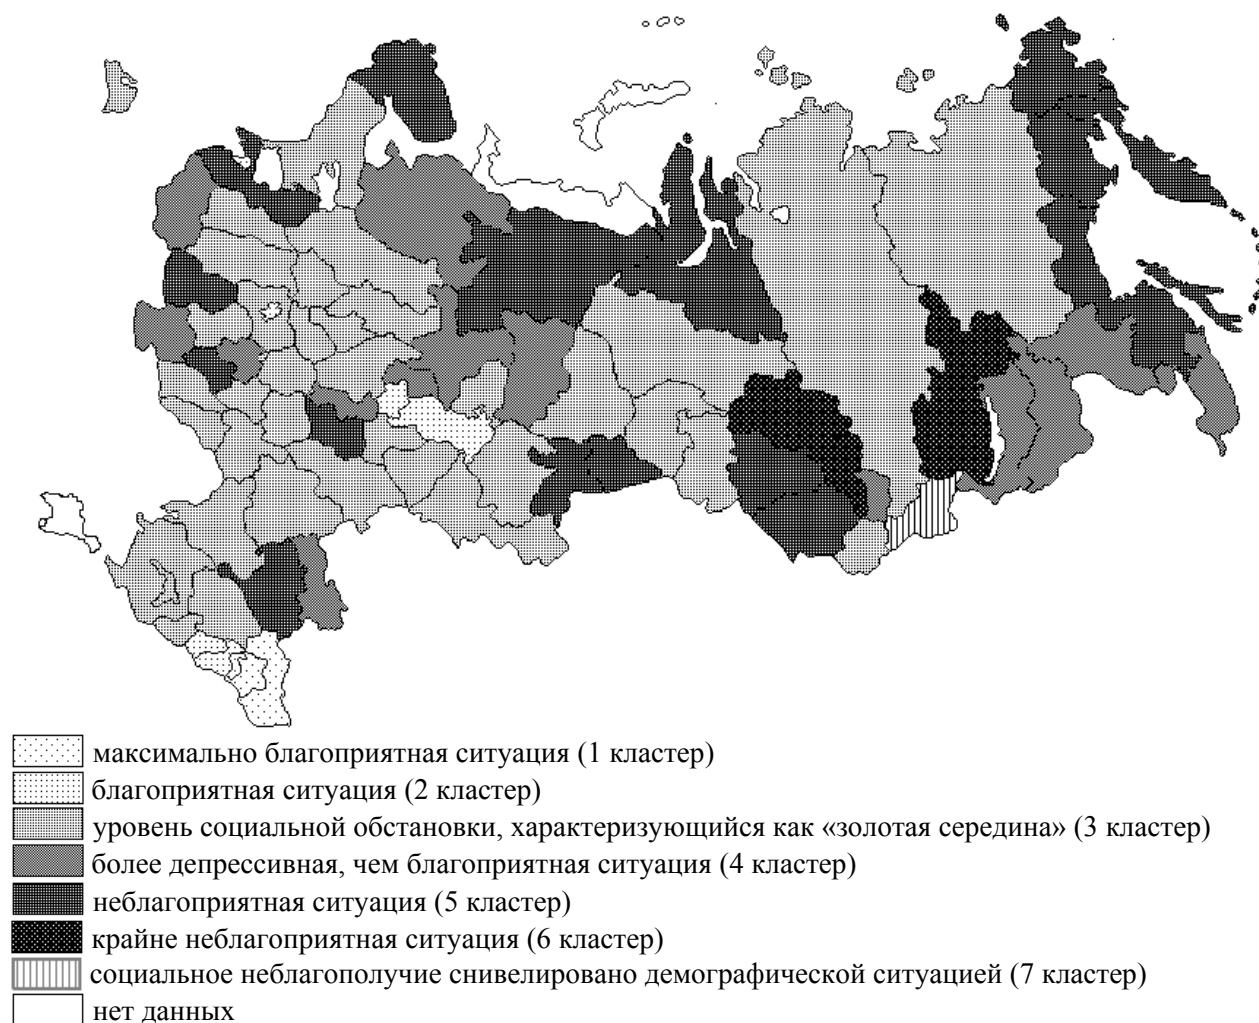 максимально благоприятная ситуация (1 кластер)
благоприятная ситуация (2 кластер)
уровень социальной обстановки, характеризующийся как «золотая середина» (3 кластер)
более депрессивная, чем благоприятная ситуация (4 кластер)
неблагоприятная ситуация (5 кластер)
крайне неблагоприятная ситуация (6 кластер)
социальное неблагополучие снивелировано демографической ситуацией (7 кластер)
нет данных